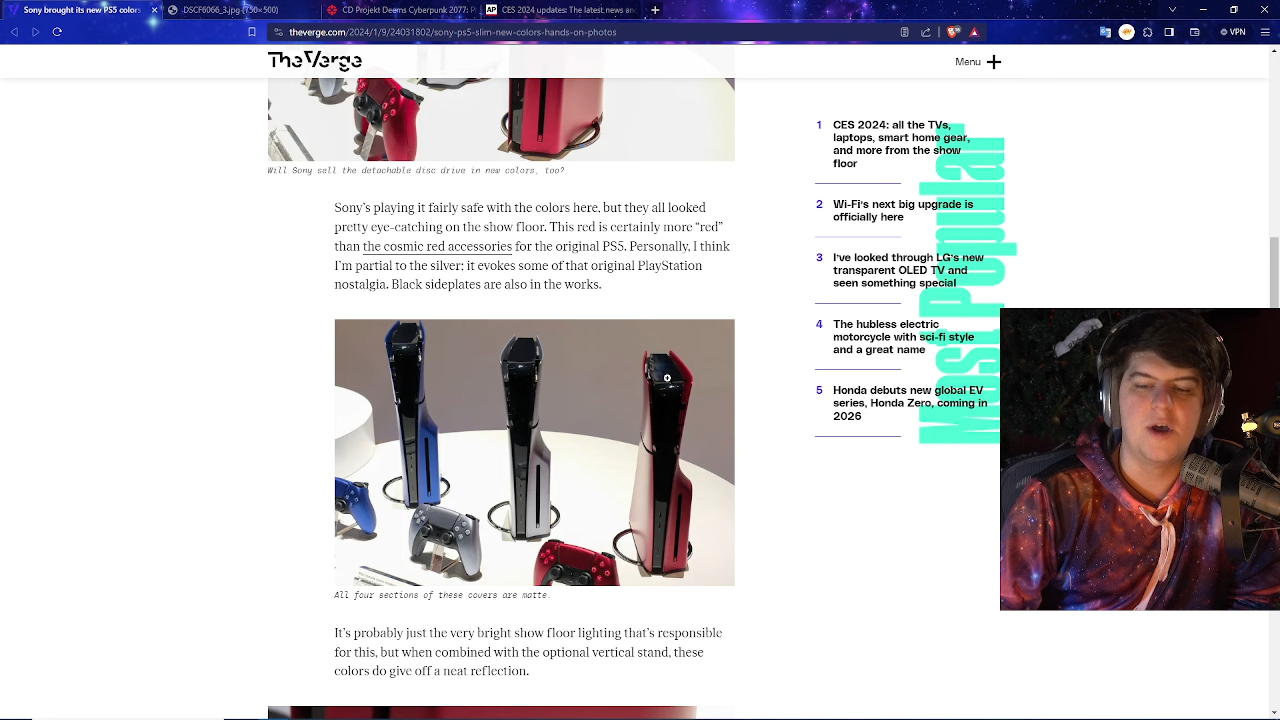 Sony brought its new PS5 colors
DSCF6066_3.jpg (750×500)
Projekt Deems Cyberpunk 2077: P
CES 2024 updates: The latest news an
theverge.com/2024/1/9/24031802/sony-ps5-slim-new-colors-hands-on-photos
VPN
The Verge
Menu
Will Sony sell the detachable disc drive in new colors, too?
Sony’s playing it fairly safe with the colors here, but they all looked
pretty eye-catching on the show floor. This red is certainly more “red”
than the cosmic red accessories for the original PS5. Personally, I think
I’m partial to the silver: it evokes some of that original PlayStation
nostalgia. Black sideplates are also in the works.
All four sections of these covers are matte.
It’s probably just the very bright show floor lighting that’s responsible
for this, but when combined with the optional vertical stand, these
colors do give off a neat reflection.
Most Popular
1 CES 2024: all the TVs,
laptops, smart home gear,
and more from the show
floor
2 Wi-Fi’s next big upgrade is
officially here
3 I’ve looked through LG’s new
transparent OLED TV and
seen something special
4 The hubless electric
motorcycle with sci-fi style
and a great name
5 Honda debuts new global EV
series, Honda Zero, coming in
2026